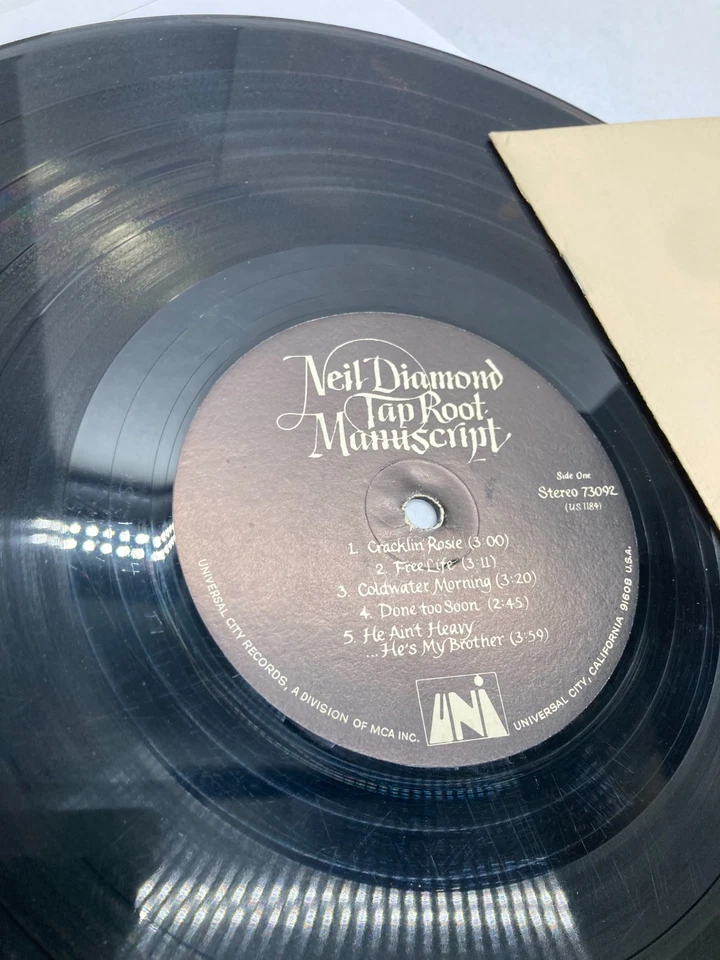 Neil Diamond
Tap Root
Manuscript
Side One
Stereo 73092
(U.S. 1184)
1. Cracklin' Rosie (3:00)
2. Free Life (3:11)
3. Coldwater Morning (3:20)
4. Done too Soon (2:45)
5. He Ain't Heavy
...He's My Brother (3:59)
UNI
UNIVERSAL CITY RECORDS, A DIVISION OF MCA INC.
UNIVERSAL CITY, CALIFORNIA 91608 U.S.A.